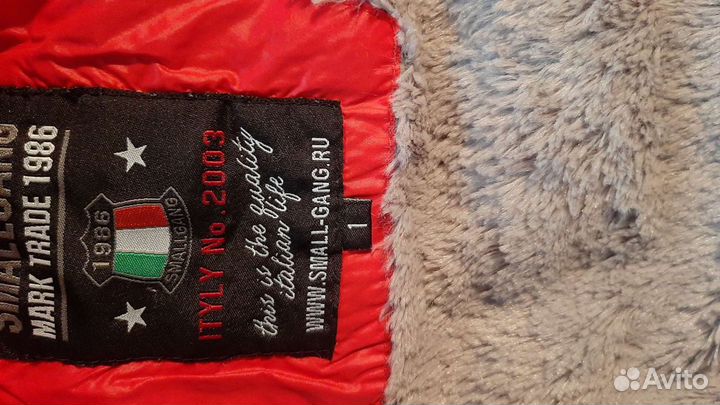 SMALLGANG
MARK TRADE 1986
1986
SMALLGANG
ITYLY No.2003
this is the quality
italian life
WWW.SMALL-GANG.RU
1
Avito